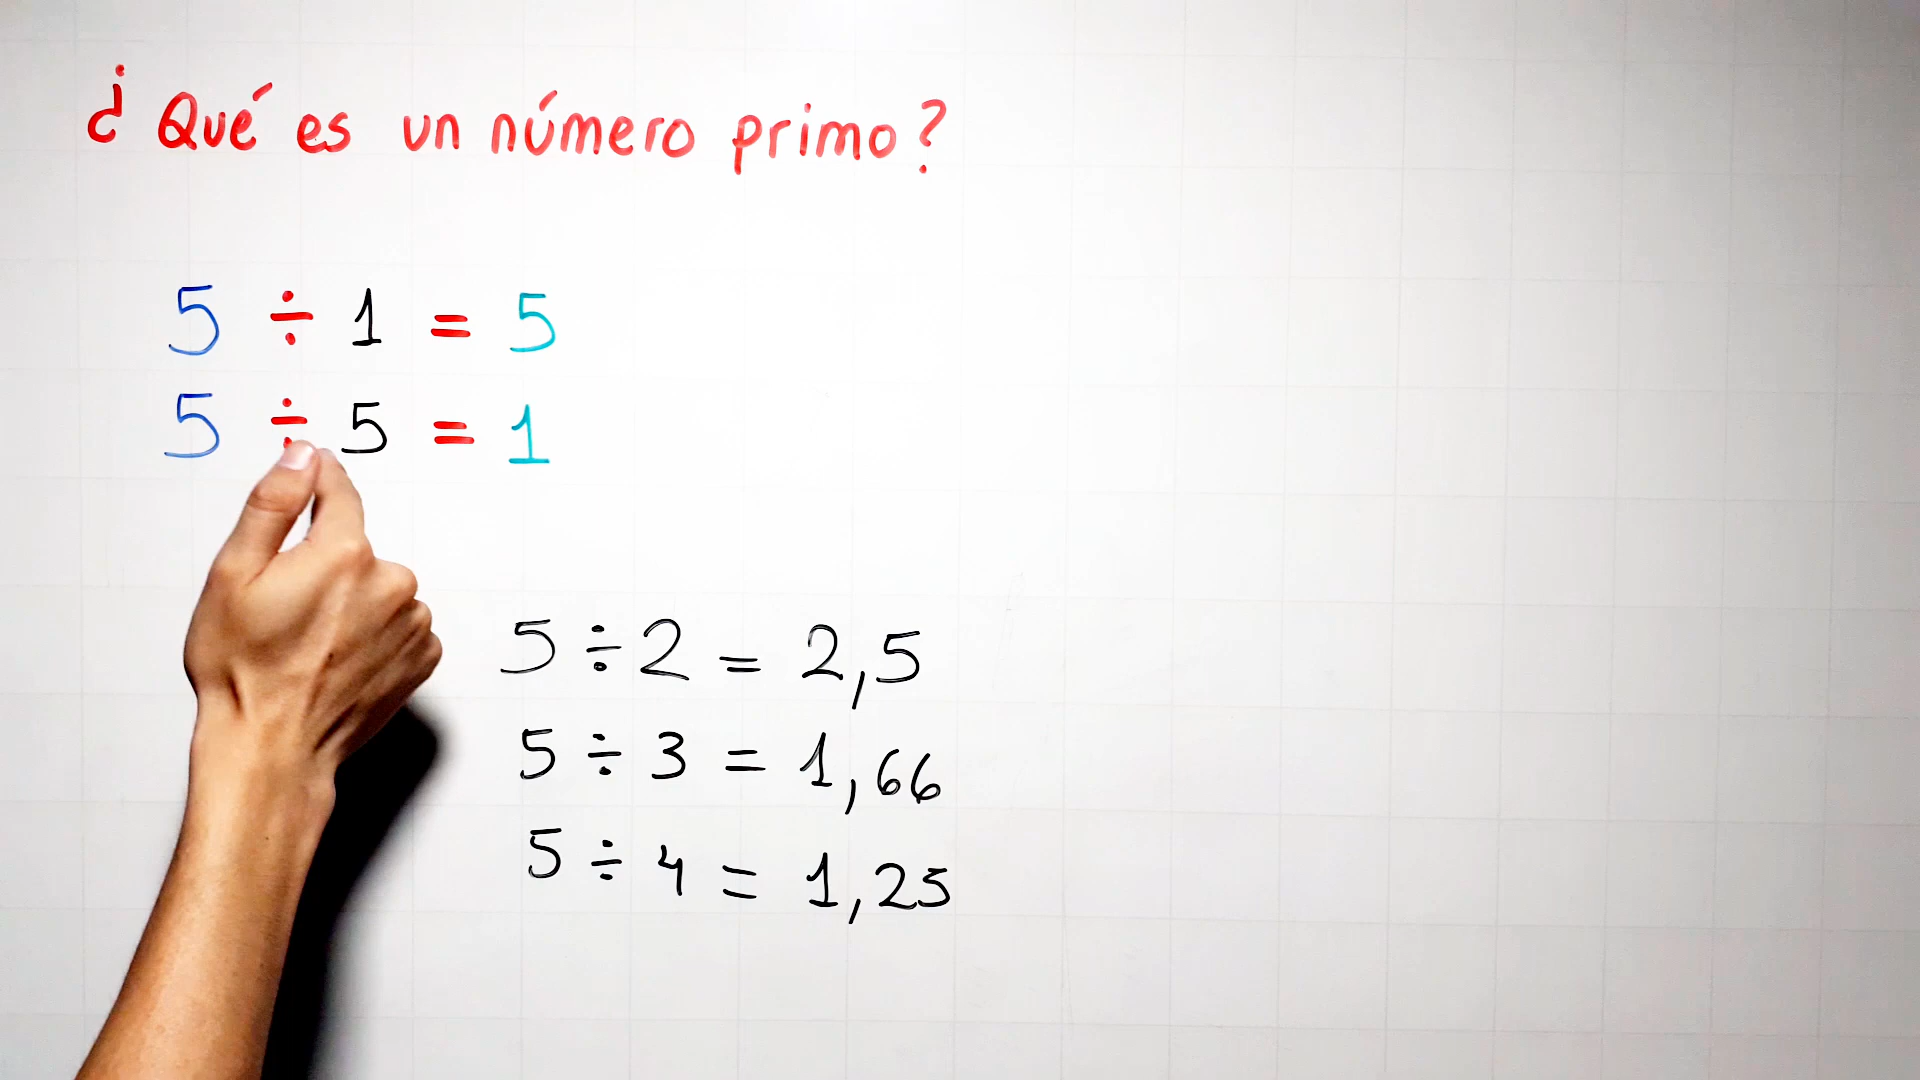 ¿Qué es un número primo?
5 ÷ 1 = 5
5 ÷ 5 = 1
5 ÷ 2 = 2,5
5 ÷ 3 = 1,66
5 ÷ 4 = 1,25